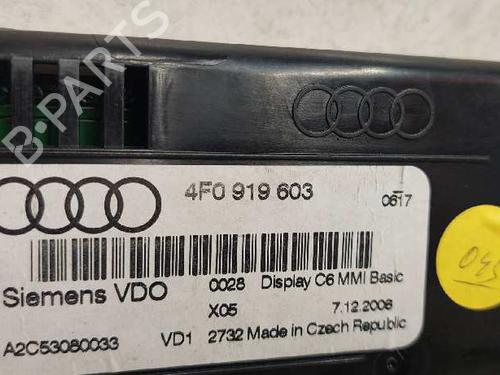 B-PARTS
4F0 919 603
0617
Siemens VDO
0028 Display C6 MMI Basic
X05 7.12.2006
A2C53080033 VD1 2732 Made in Czech Republic